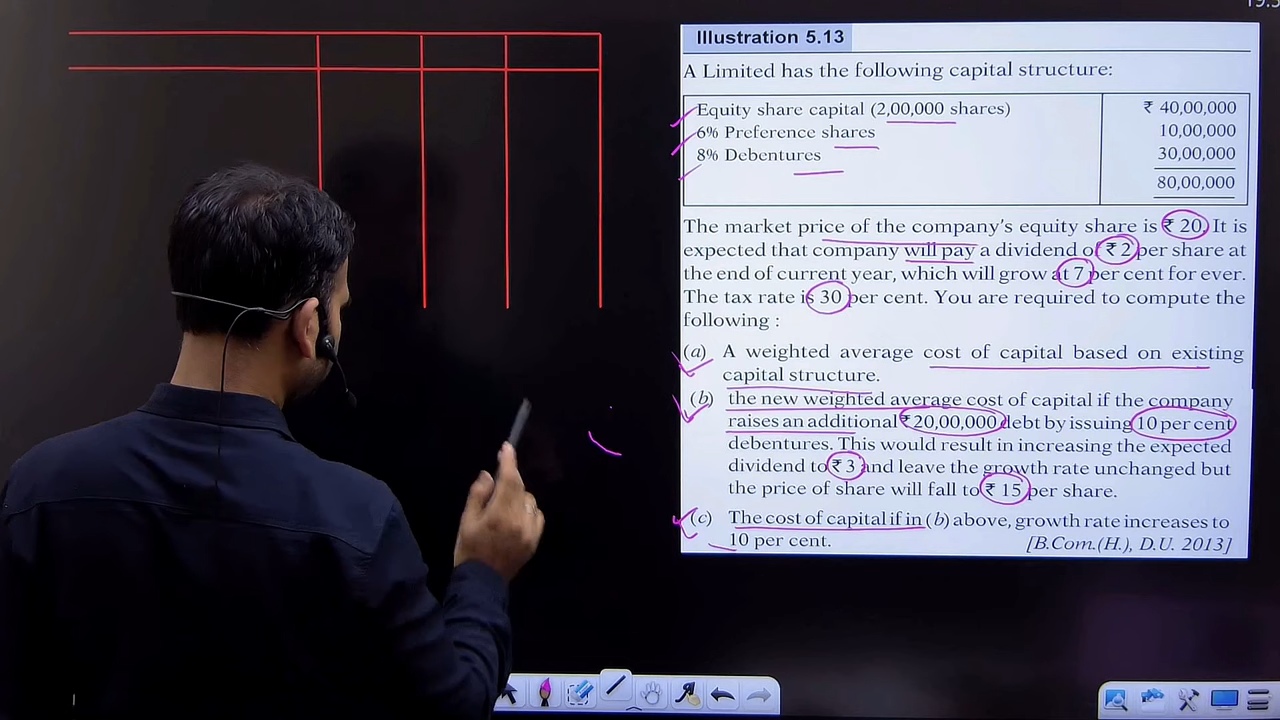 Illustration 5.13
A Limited has the following capital structure:
Equity share capital (2,00,000 shares) ₹ 40,00,000
6% Preference shares 10,00,000
8% Debentures 30,00,000
80,00,000
The market price of the company's equity share is ₹ 20. It is
expected that company will pay a dividend of ₹ 2 per share at
the end of current year, which will grow at 7 per cent for ever.
The tax rate is 30 per cent. You are required to compute the
following :
(a) A weighted average cost of capital based on existing
capital structure.
(b) the new weighted average cost of capital if the company
raises an additional ₹ 20,00,000 debt by issuing 10 per cent
debentures. This would result in increasing the expected
dividend to ₹ 3 and leave the growth rate unchanged but
the price of share will fall to ₹ 15 per share.
(c) The cost of capital if in (b) above, growth rate increases to
10 per cent. [B.Com.(H.), D.U. 2013]